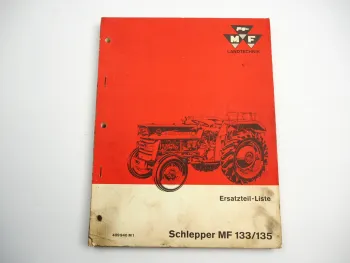 MF
LANDTECHNIK
Ersatzteil-Liste
Schlepper MF 133/135